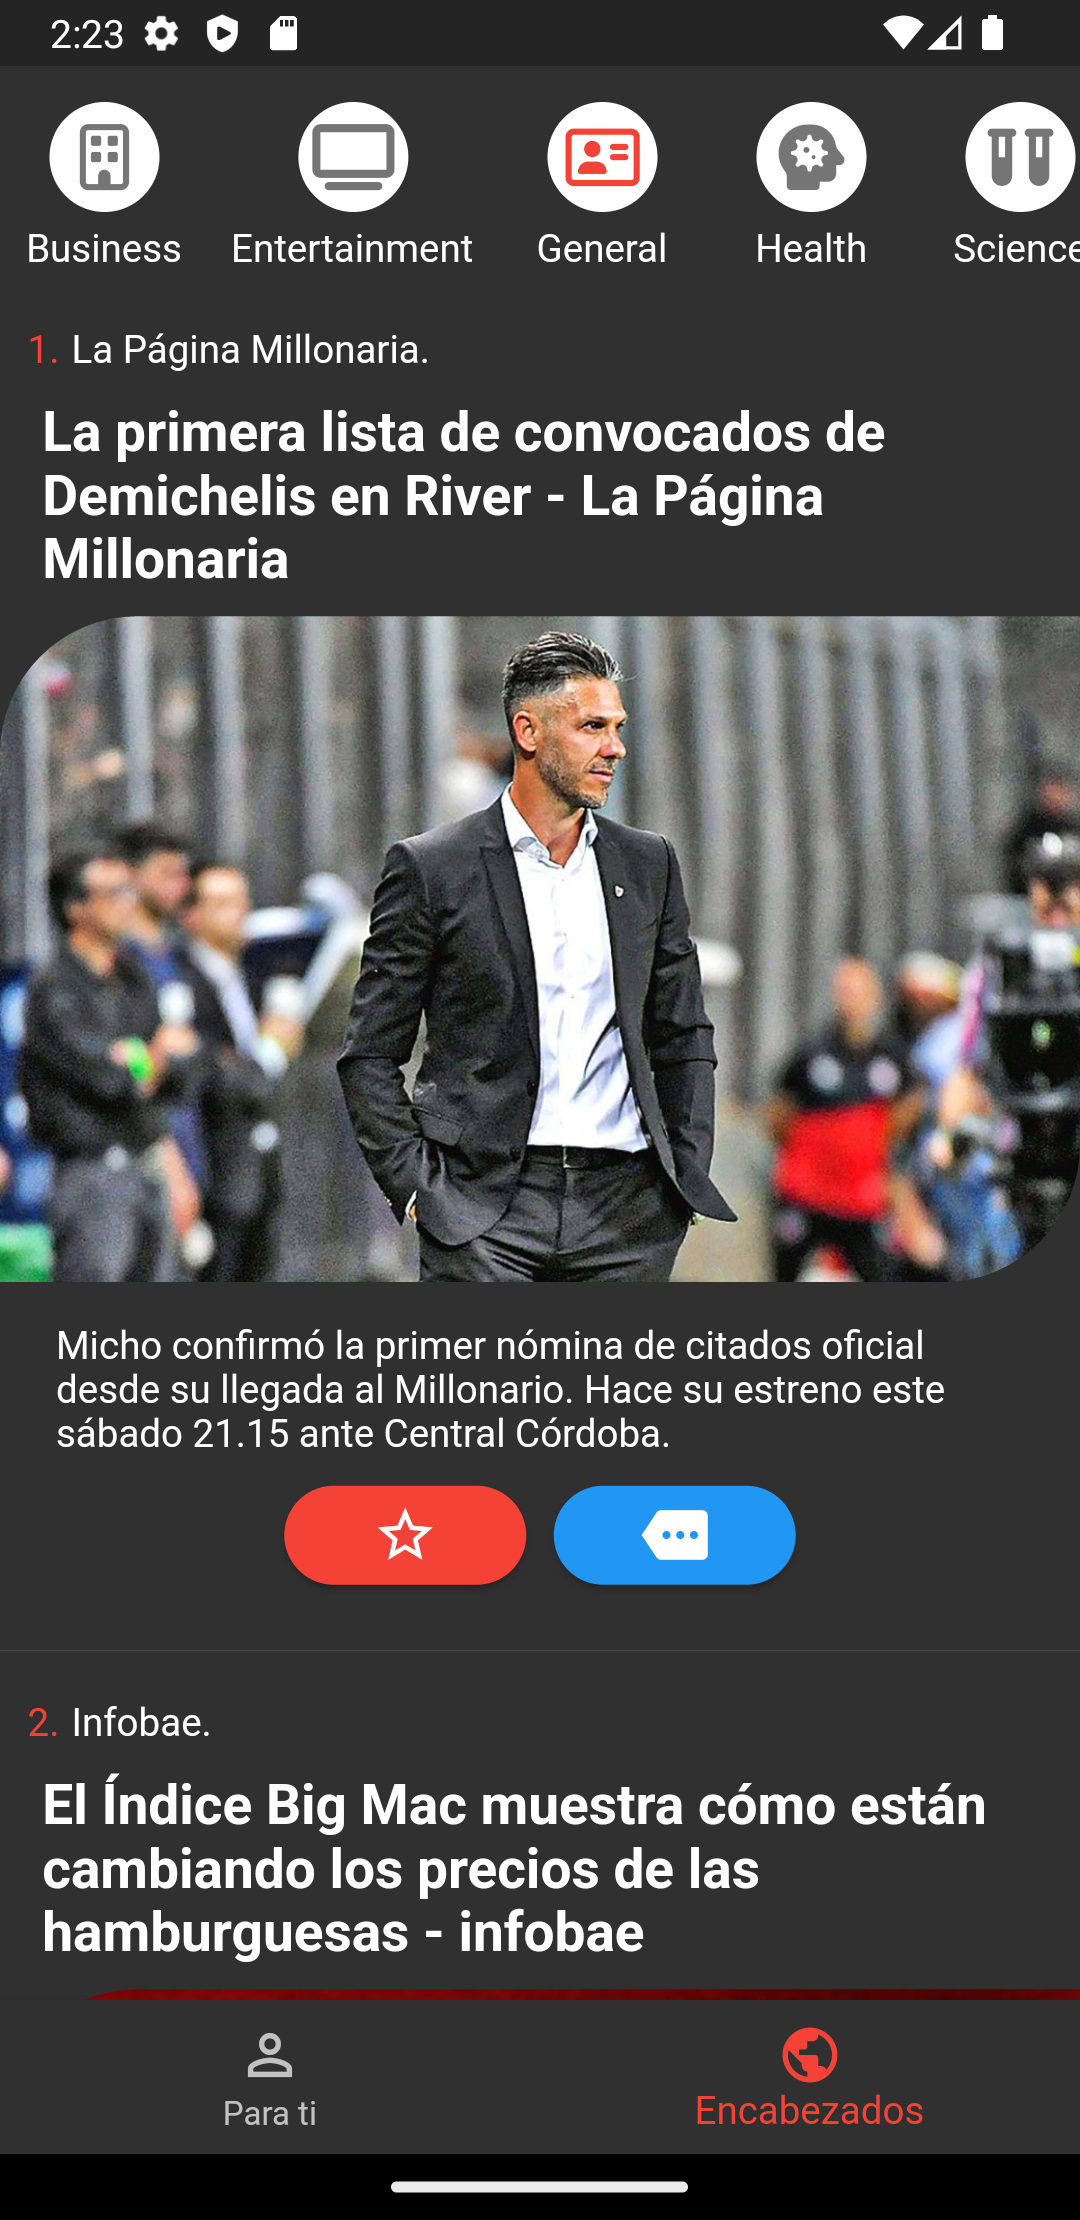 2:23
Business
Entertainment
General
Health
Science
1. La Página Millonaria.
La primera lista de convocados de
Demichelis en River - La Página
Millonaria
Micho confirmó la primer nómina de citados oficial
desde su llegada al Millonario. Hace su estreno este
sábado 21.15 ante Central Córdoba.
2. Infobae.
El Índice Big Mac muestra cómo están
cambiando los precios de las
hamburguesas - infobae
Para ti
Encabezados